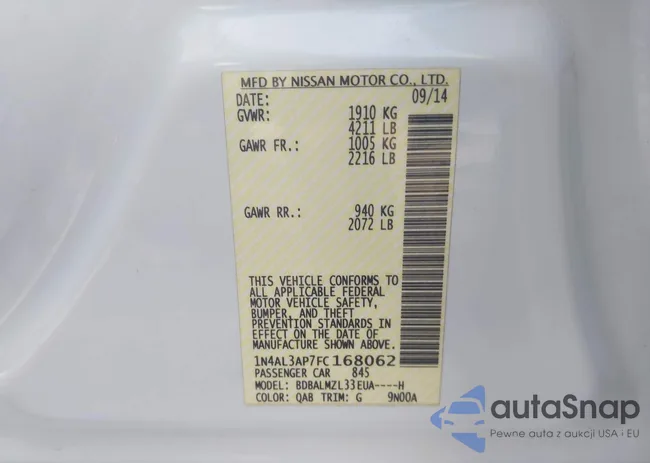 MFD BY NISSAN MOTOR CO., LTD.
DATE: 09/14
GVWR: 1910 KG
4211 LB
GAWR FR.: 1005 KG
2216 LB
GAWR RR.: 940 KG
2072 LB
THIS VEHICLE CONFORMS TO
ALL APPLICABLE FEDERAL
MOTOR VEHICLE SAFETY,
BUMPER, AND THEFT
PREVENTION STANDARDS IN
EFFECT ON THE DATE OF
MANUFACTURE SHOWN ABOVE.
1N4AL3AP7FC168062
PASSENGER CAR 845
MODEL: BDBALMZL33EUA----H
COLOR: QAB TRIM: G 9N00A
autaSnap
Pewne auta z aukcji USA i EU